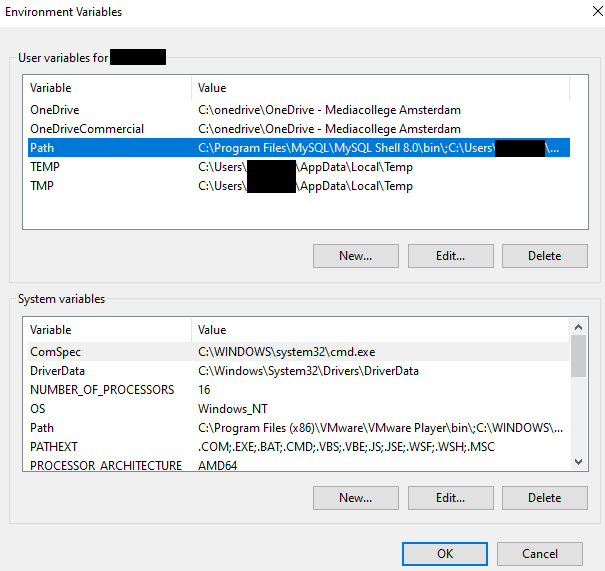 Environment Variables
User variables for
Variable Value
OneDrive C:\onedrive\OneDrive - Mediacollege Amsterdam
OneDriveCommercial C:\onedrive\OneDrive - Mediacollege Amsterdam
Path C:\Program Files\MySQL\MySQL Shell 8.0\bin\;C:\Users\ \...
TEMP C:\Users\ \AppData\Local\Temp
TMP C:\Users\ \AppData\Local\Temp
New... Edit... Delete
System variables
Variable Value
ComSpec C:\WINDOWS\system32\cmd.exe
DriverData C:\Windows\System32\Drivers\DriverData
NUMBER_OF_PROCESSORS 16
OS Windows_NT
Path C:\Program Files (x86)\VMware\VMware Player\bin\;C:\WINDOWS\...
PATHEXT .COM;.EXE;.BAT;.CMD;.VBS;.VBE;.JS;.JSE;.WSF;.WSH;.MSC
PROCESSOR_ARCHITECTURE AMD64
New... Edit... Delete
OK Cancel